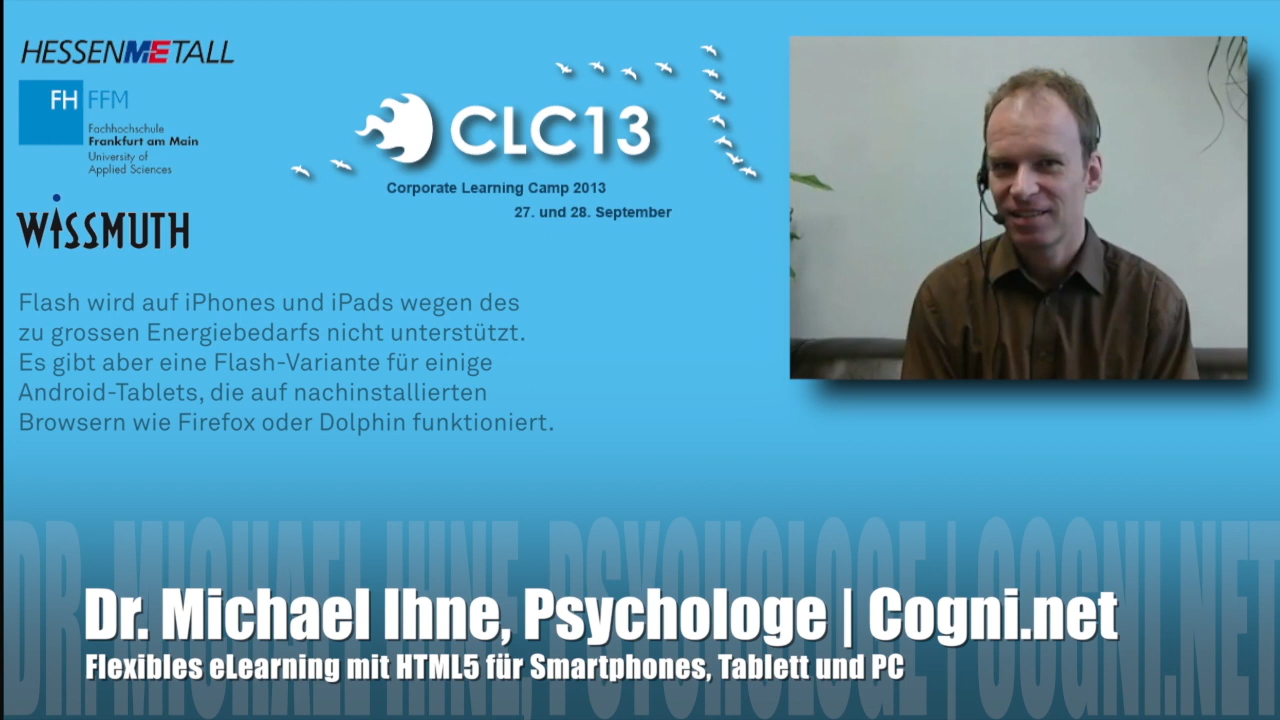 HESSENMETALL
FH FFM
Fachhochschule
Frankfurt am Main
University of
Applied Sciences
WISSMUTH
CLC13
Corporate Learning Camp 2013
27. und 28. September
Flash wird auf iPhones und iPads wegen des
zu grossen Energiebedarfs nicht unterstützt.
Es gibt aber eine Flash-Variante für einige
Android-Tablets, die auf nachinstallierten
Browsern wie Firefox oder Dolphin funktioniert.
DR. MICHAEL IHNE, PSYCHOLOGE | COGNI.NET
Dr. Michael Ihne, Psychologe | Cogni.net
Flexibles eLearning mit HTML5 für Smartphones, Tablett und PC